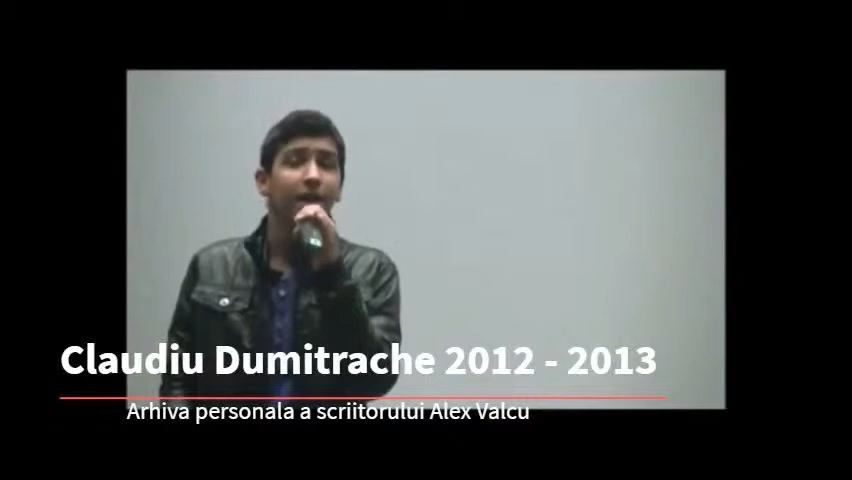 Claudiu Dumitrache 2012 - 2013
Arhiva personala a scriitorului Alex Valcu